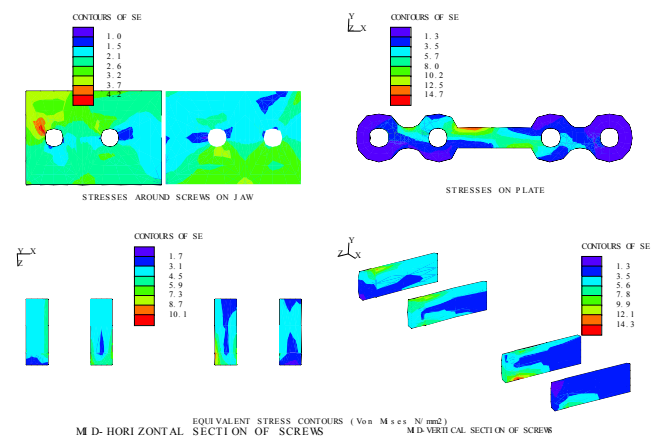 CONTOURS OF SE
1.0
1.5
2.1
2.6
3.2
3.7
4.2
STRESSES AROUND SCREWS ON JAW
Y
Z X
CONTOURS OF SE
1.3
3.5
5.7
8.0
10.2
12.5
14.7
STRESSES ON PLATE
Y X
Z
CONTOURS OF SE
1.7
3.1
4.5
5.9
7.3
8.7
10.1
Y
Z X
CONTOURS OF SE
1.3
3.5
5.6
7.8
9.9
12.1
14.3
EQUIVALENT STRESS CONTOURS (Von Mises N/mm2)
MID-HORIZONTAL SECTION OF SCREWS
MID-VERTICAL SECTION OF SCREWS